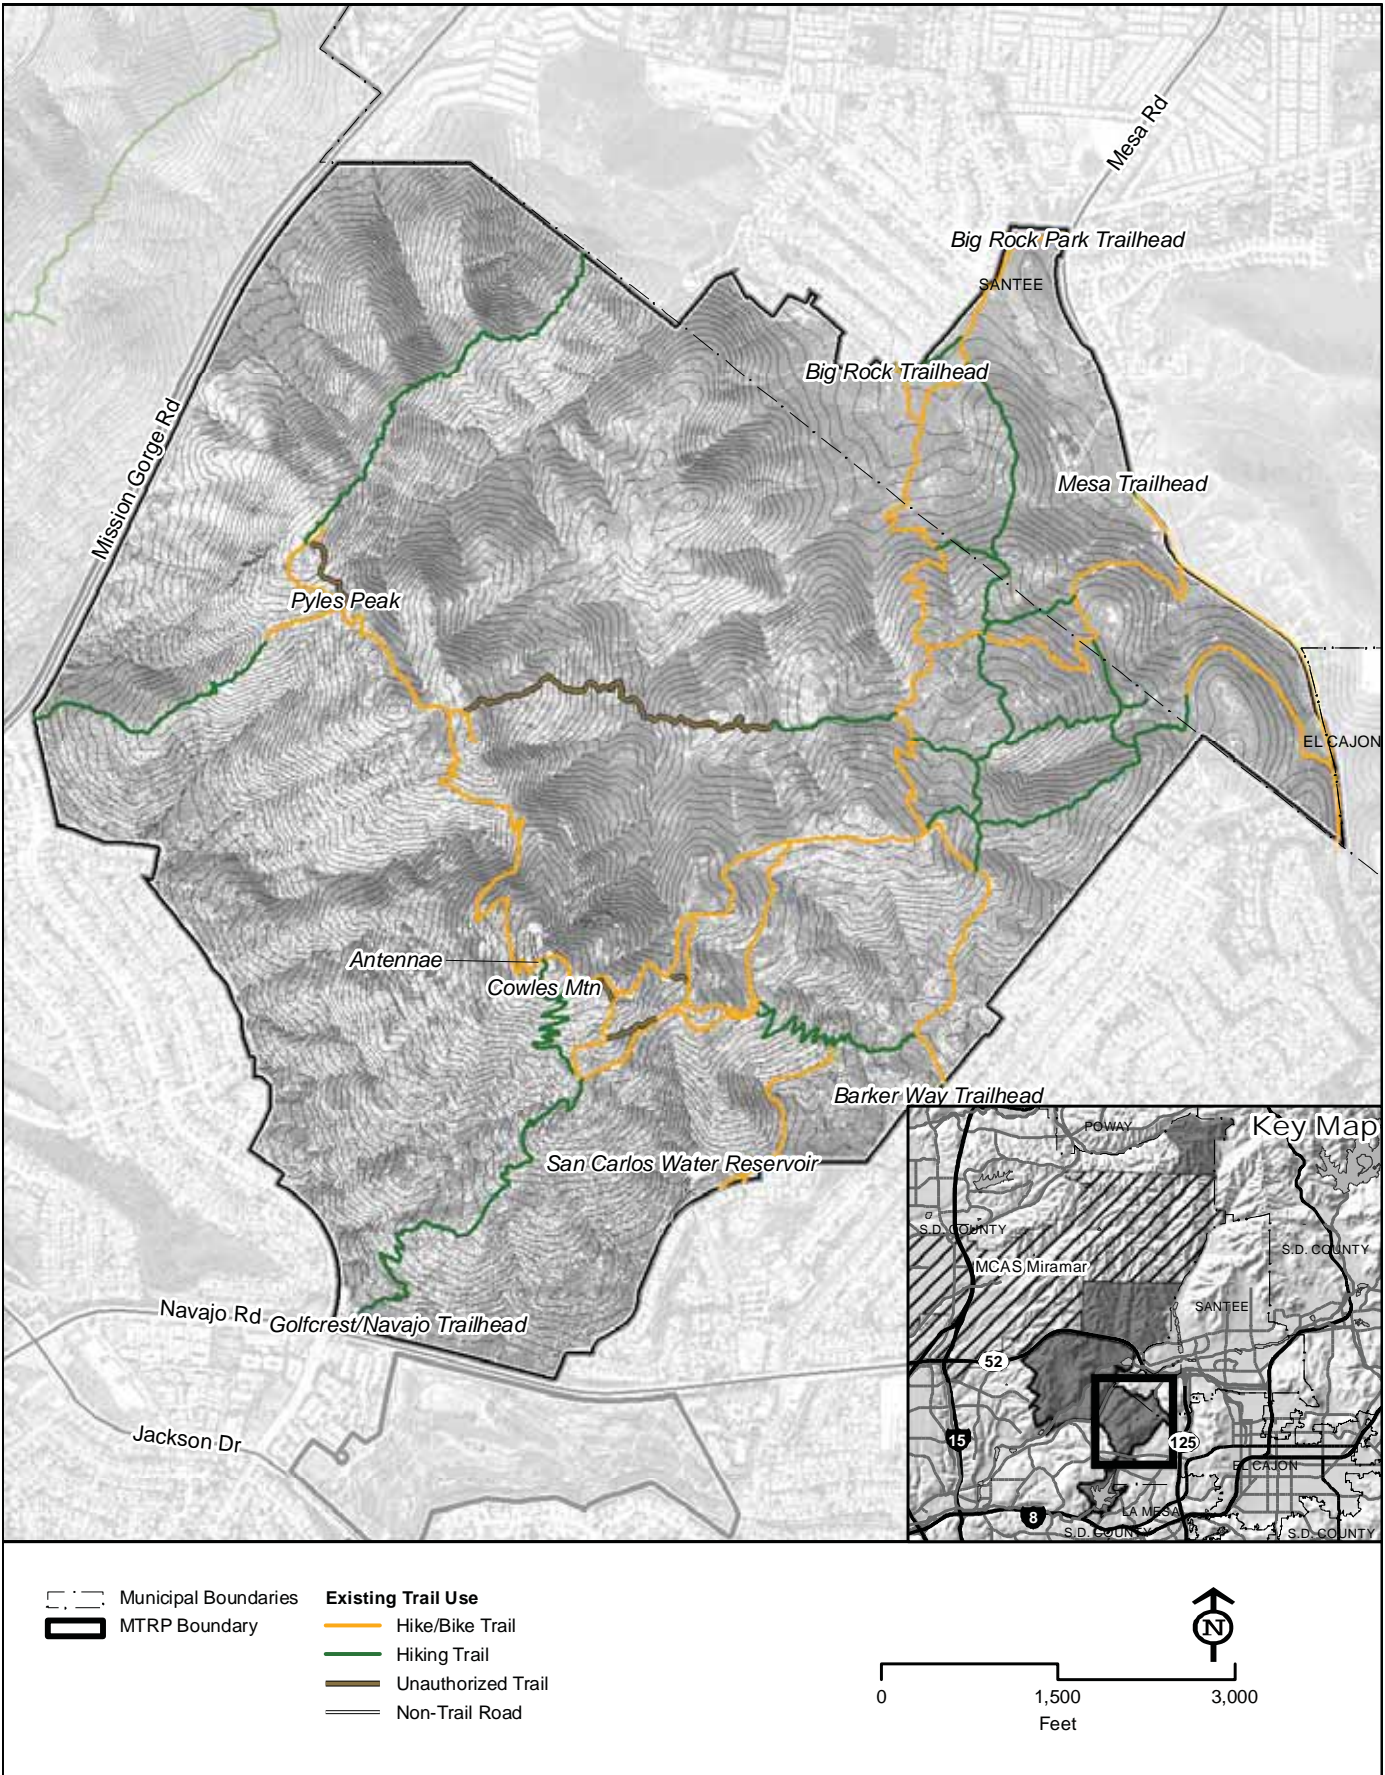 Mesa Rd
Big Rock Park Trailhead
SANTEE
Big Rock Trailhead
Mission Gorge Rd
Mesa Trailhead
Pyles Peak
EL CAJON
Antennae
Cowles Mtn
Barker Way Trailhead
San Carlos Water Reservoir
Navajo Rd
Golfcrest/Navajo Trailhead
Jackson Dr
Key Map
POWAY
S.D. COUNTY
S.D. COUNTY
MCAS Miramar
SANTEE
52
15
125
EL CAJON
8
LA MESA
S.D. COUNTY
S.D. COUNTY
Municipal Boundaries
MTRP Boundary
Existing Trail Use
Hike/Bike Trail
Hiking Trail
Unauthorized Trail
Non-Trail Road
N
0 1,500 3,000
Feet